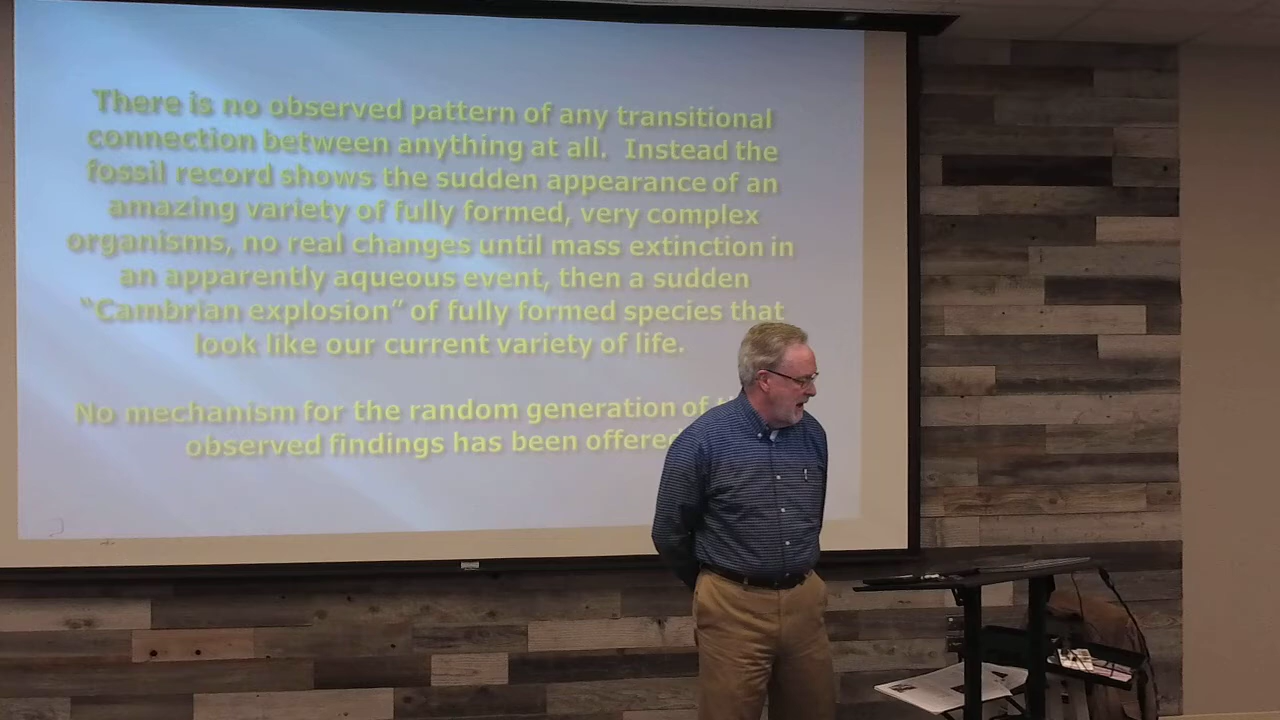 There is no observed pattern of any transitional
connection between anything at all. Instead the
fossil record shows the sudden appearance of an
amazing variety of fully formed, very complex
organisms, no real changes until mass extinction in
an apparently aqueous event, then a sudden
“Cambrian explosion” of fully formed species that
look like our current variety of life.
No mechanism for the random generation of
observed findings has been offered